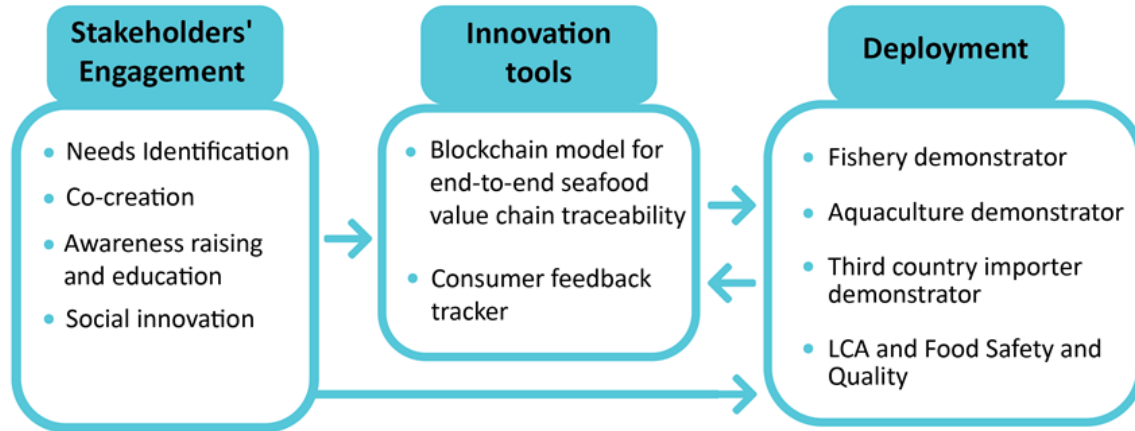 Stakeholders'
Engagement
• Needs Identification
• Co-creation
• Awareness raising
and education
• Social innovation
Innovation
tools
• Blockchain model for
end-to-end seafood
value chain traceability
• Consumer feedback
tracker
Deployment
• Fishery demonstrator
• Aquaculture demonstrator
• Third country importer
demonstrator
• LCA and Food Safety and
Quality